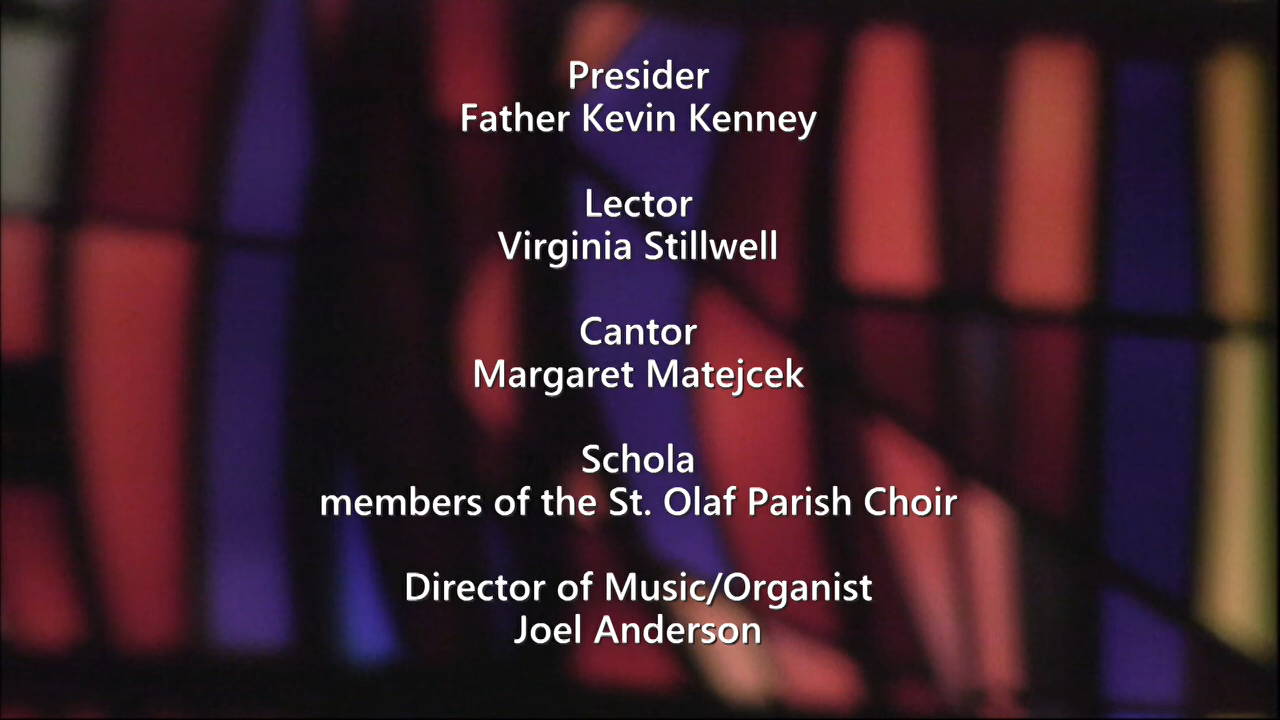 Presider
Father Kevin Kenney
Lector
Virginia Stillwell
Cantor
Margaret Matejcek
Schola
members of the St. Olaf Parish Choir
Director of Music/Organist
Joel Anderson